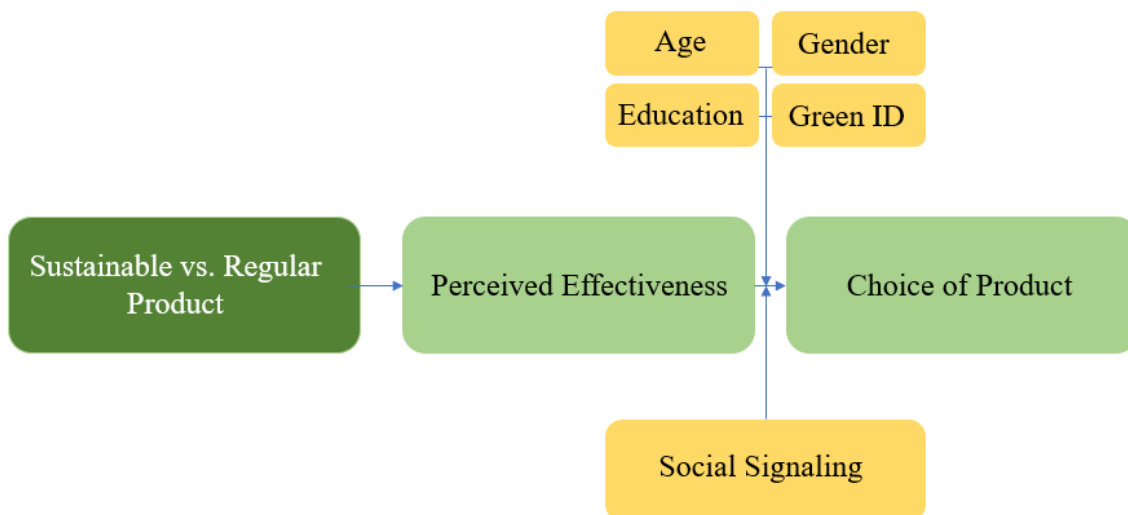 Age
Gender
Education
Green ID
Sustainable vs. Regular
Product
Perceived Effectiveness
Choice of Product
Social Signaling